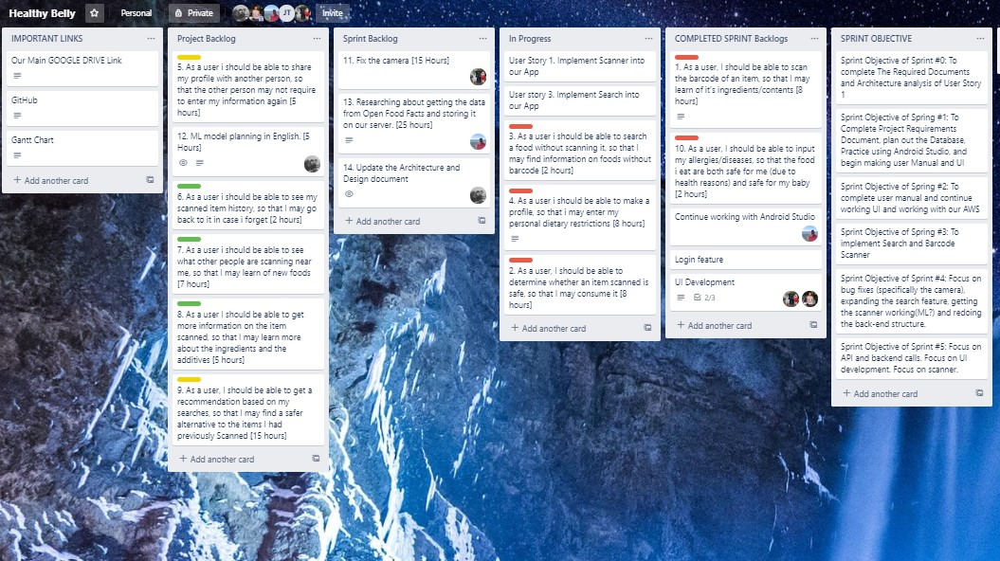 Healthy Belly
Personal
Private
JT
Invite
IMPORTANT LINKS
Our Main GOOGLE DRIVE Link
GitHub
Gantt Chart
+ Add another card
Project Backlog
5. As a user i should be able to share
my profile with another person, so
that the other person may not require
to enter my information again [5
hours]
12. ML model planning in English. [5
Hours]
6. As a user i should be able to see my
scanned item history, so that I may go
back to it in case i forget [2 hours]
7. As a user i should be able to see
what other people are scanning near
me, so that I may learn of new foods
[7 hours]
8. As a user i should be able to get
more information on the item
scanned, so that I may learn more
about the ingredients and the
additives [5 hours]
9. As a user, I should be able to get a
recommendation based on my
searches, so that I may find a safer
alternative to the items I had
previously Scanned [15 hours]
+ Add another card
Sprint Backlog
11. Fix the camera [15 Hours]
13. Researching about getting the data
from Open Food Facts and storing it
on our server. [25 hours]
14. Update the Architecture and
Design document
+ Add another card
In Progress
User Story 1. Implement Scanner into
our App
User story 3. Implement Search into
our App
3. As a user i should be able to search
a food without scanning it, so that I
may find information on foods without
barcode [2 hours]
4. As a user i should be able to make a
profile, so that i may enter my
personal dietary restrictions [8 hours]
2. As a user, I should be able to
determine whether an item scanned is
safe, so that I may consume it [8
hours]
+ Add another card
COMPLETED SPRINT Backlogs
1. As a user, I should be able to scan
the barcode of an item, so that I may
learn of it's ingredients/contents [8
hours]
10. As a user, I should be able to input
my allergies/diseases, so that the food
i eat are both safe for me (due to
health reasons) and safe for my baby
[2 hours]
Continue working with Android Studio
Login feature
UI Development
2/3
+ Add another card
SPRINT OBJECTIVE
Sprint Objective of Sprint #0: To
complete The Required Documents
and Architecture analysis of User Story
1
Sprint Objective of Spring #1: To
Complete Project Requirements
Document, plan out the Database,
Practice using Android Studio, and
begin making user Manual and UI
Sprint Objective of Spring #2: To
complete user manual and continue
working UI and working with our AWS
Sprint Objective of Spring #3: To
implement Search and Barcode
Scanner
Sprint Objective of Sprint #4: Focus on
bug fixes (specifically the camera),
expanding the search feature, getting
the scanner working(ML?) and redoing
the back-end structure.
Sprint Objective of Sprint #5: Focus on
API and backend calls. Focus on UI
development. Focus on scanner.
+ Add another card